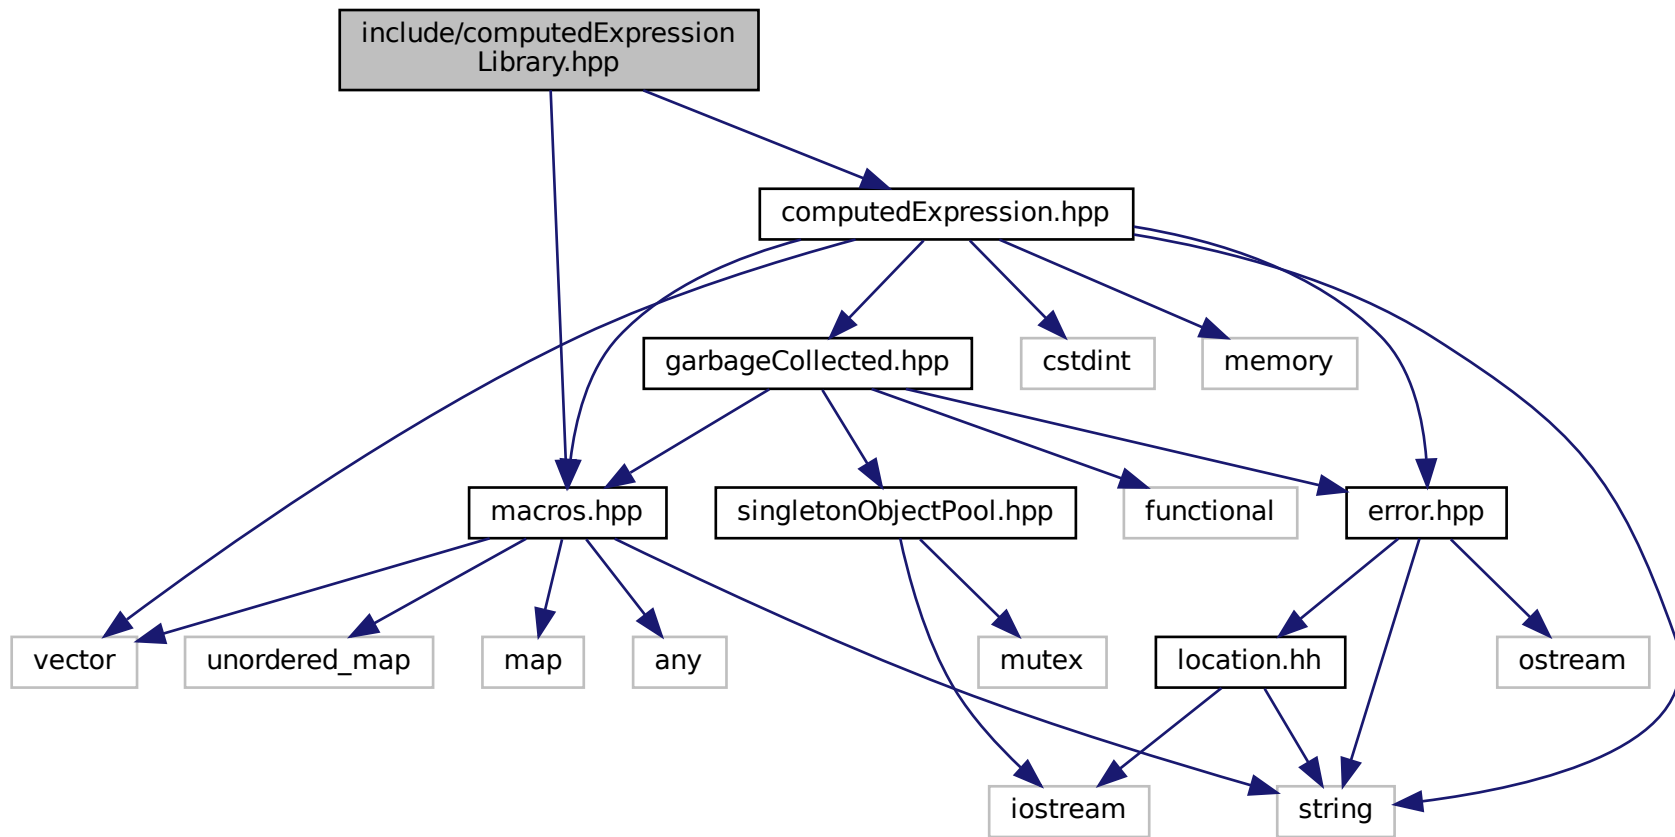 include/computedExpression
Library.hpp
computedExpression.hpp
garbageCollected.hpp
cstdint
memory
macros.hpp
singletonObjectPool.hpp
functional
error.hpp
vector
unordered_map
map
any
mutex
location.hh
ostream
iostream
string